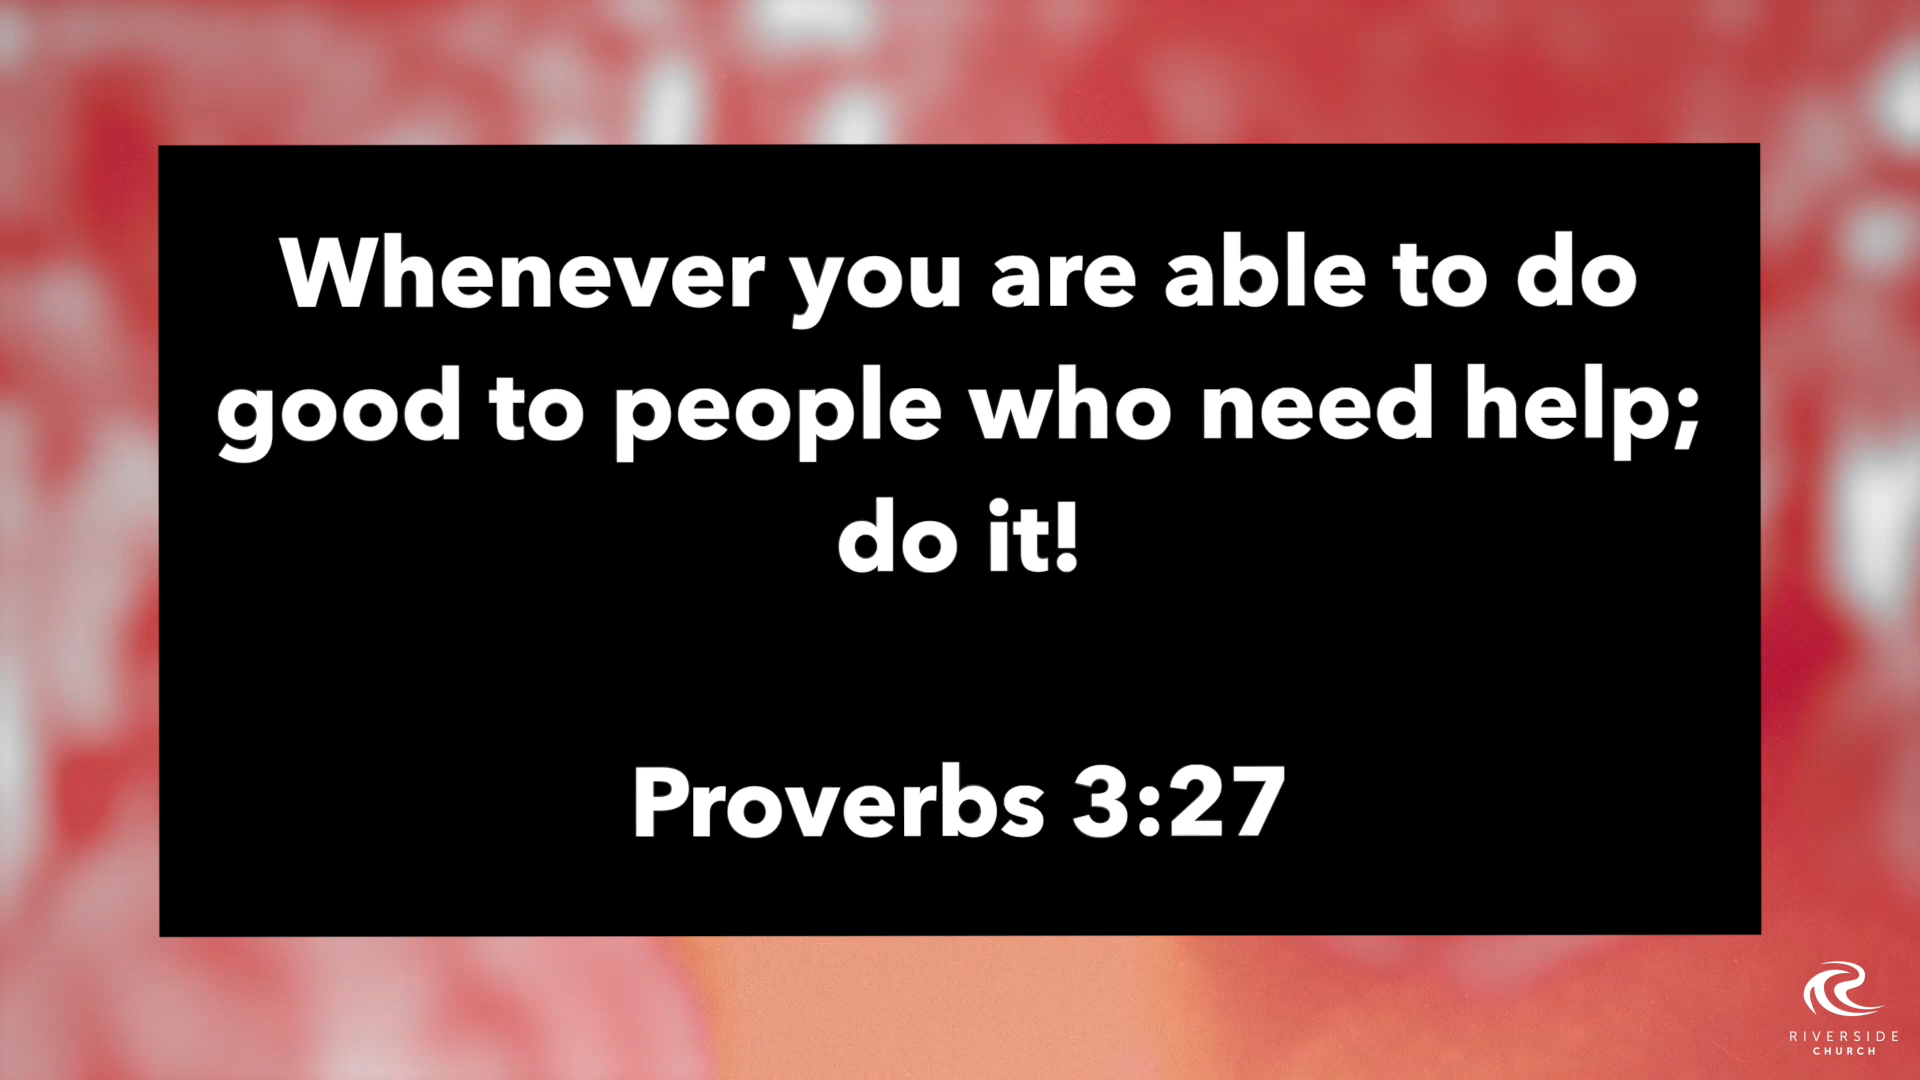 Whenever you are able to do
good to people who need help;
do it!
Proverbs 3:27
RIVERSIDE
CHURCH